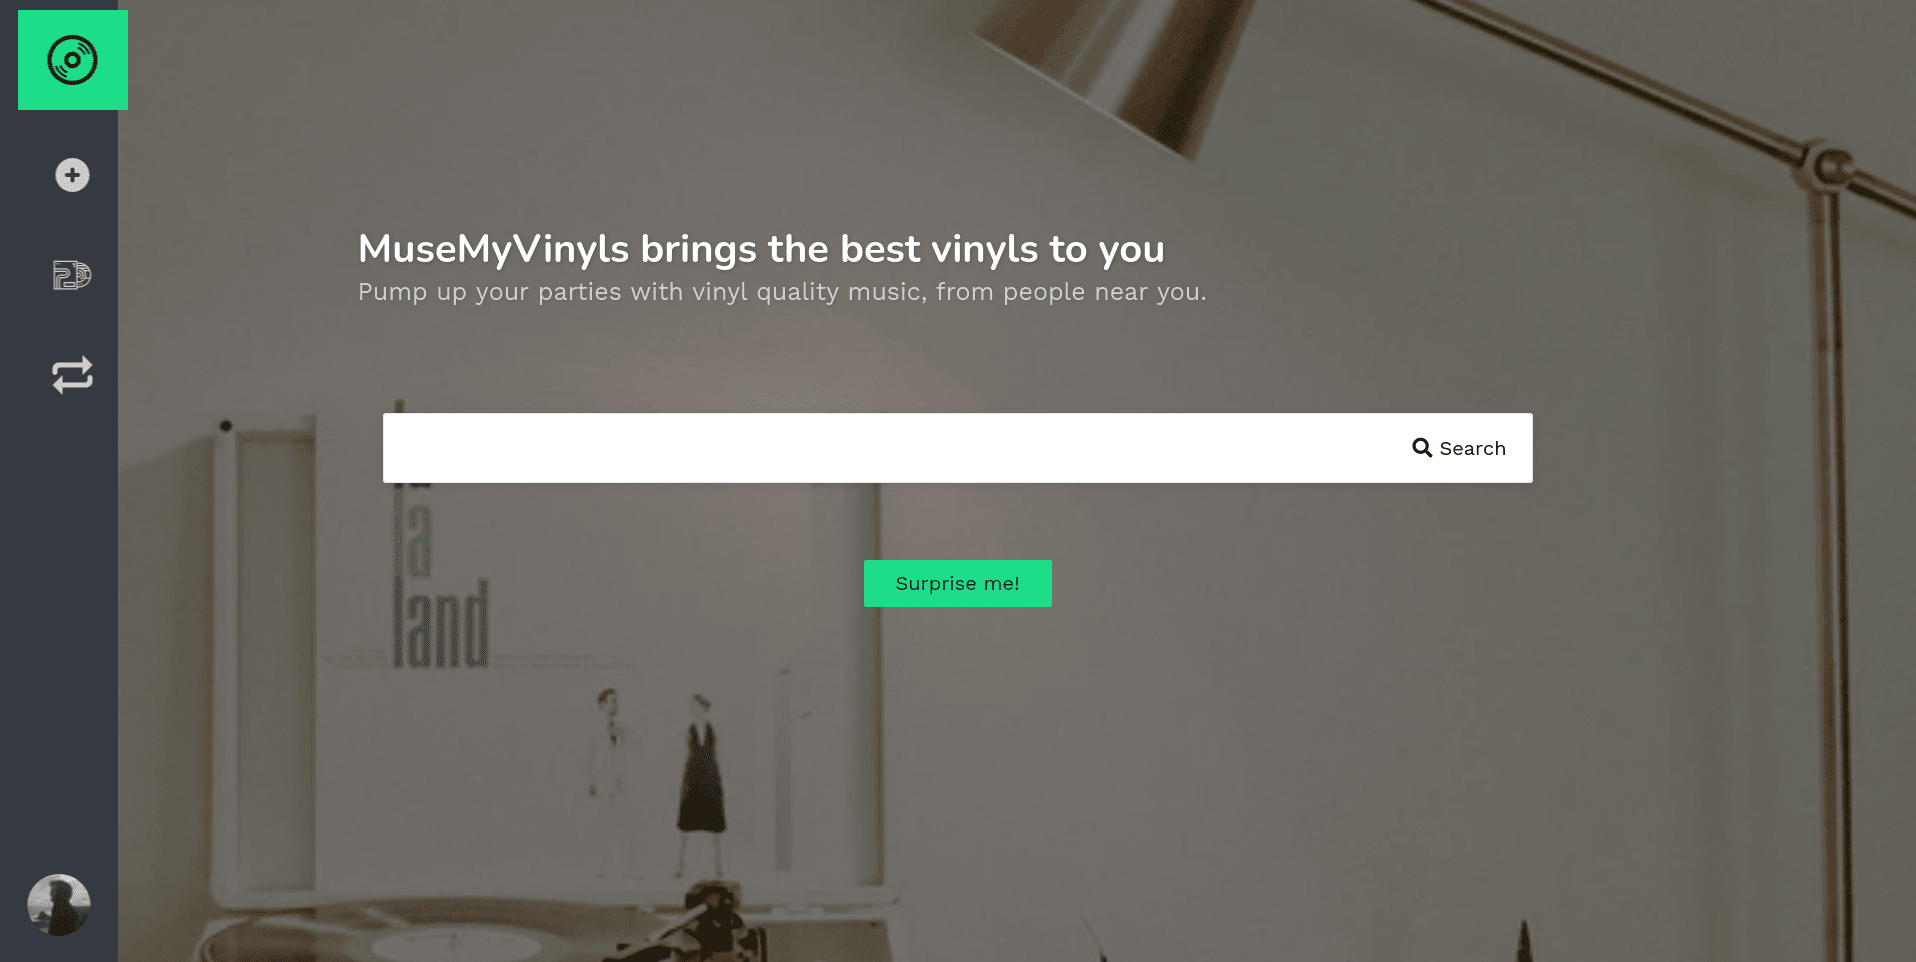 MuseMyVinyls brings the best vinyls to you
Pump up your parties with vinyl quality music, from people near you.
Search
la
land
Surprise me!